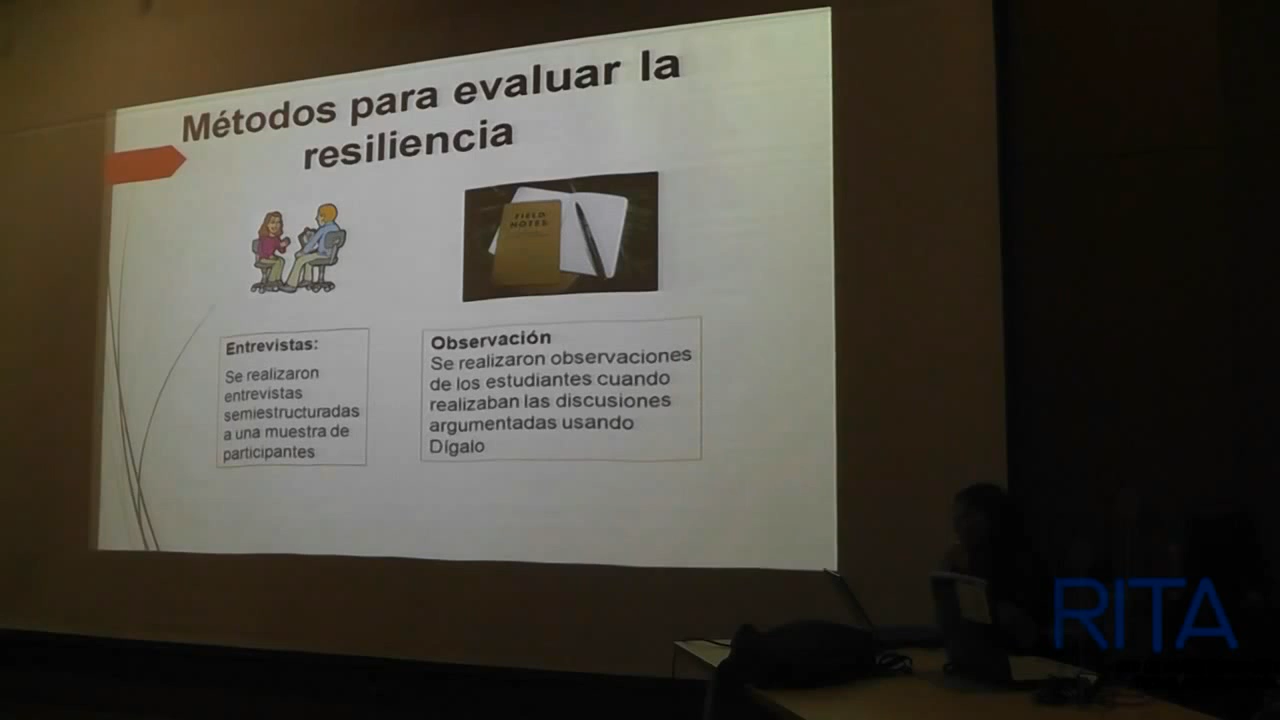 Métodos para evaluar la
resiliencia
FIELD
NOTES
Entrevistas:
Se realizaron
entrevistas
semiestructuradas
a una muestra de
participantes
Observación
Se realizaron observaciones
de los estudiantes cuando
realizaban las discusiones
argumentadas usando
Dígalo
RITA